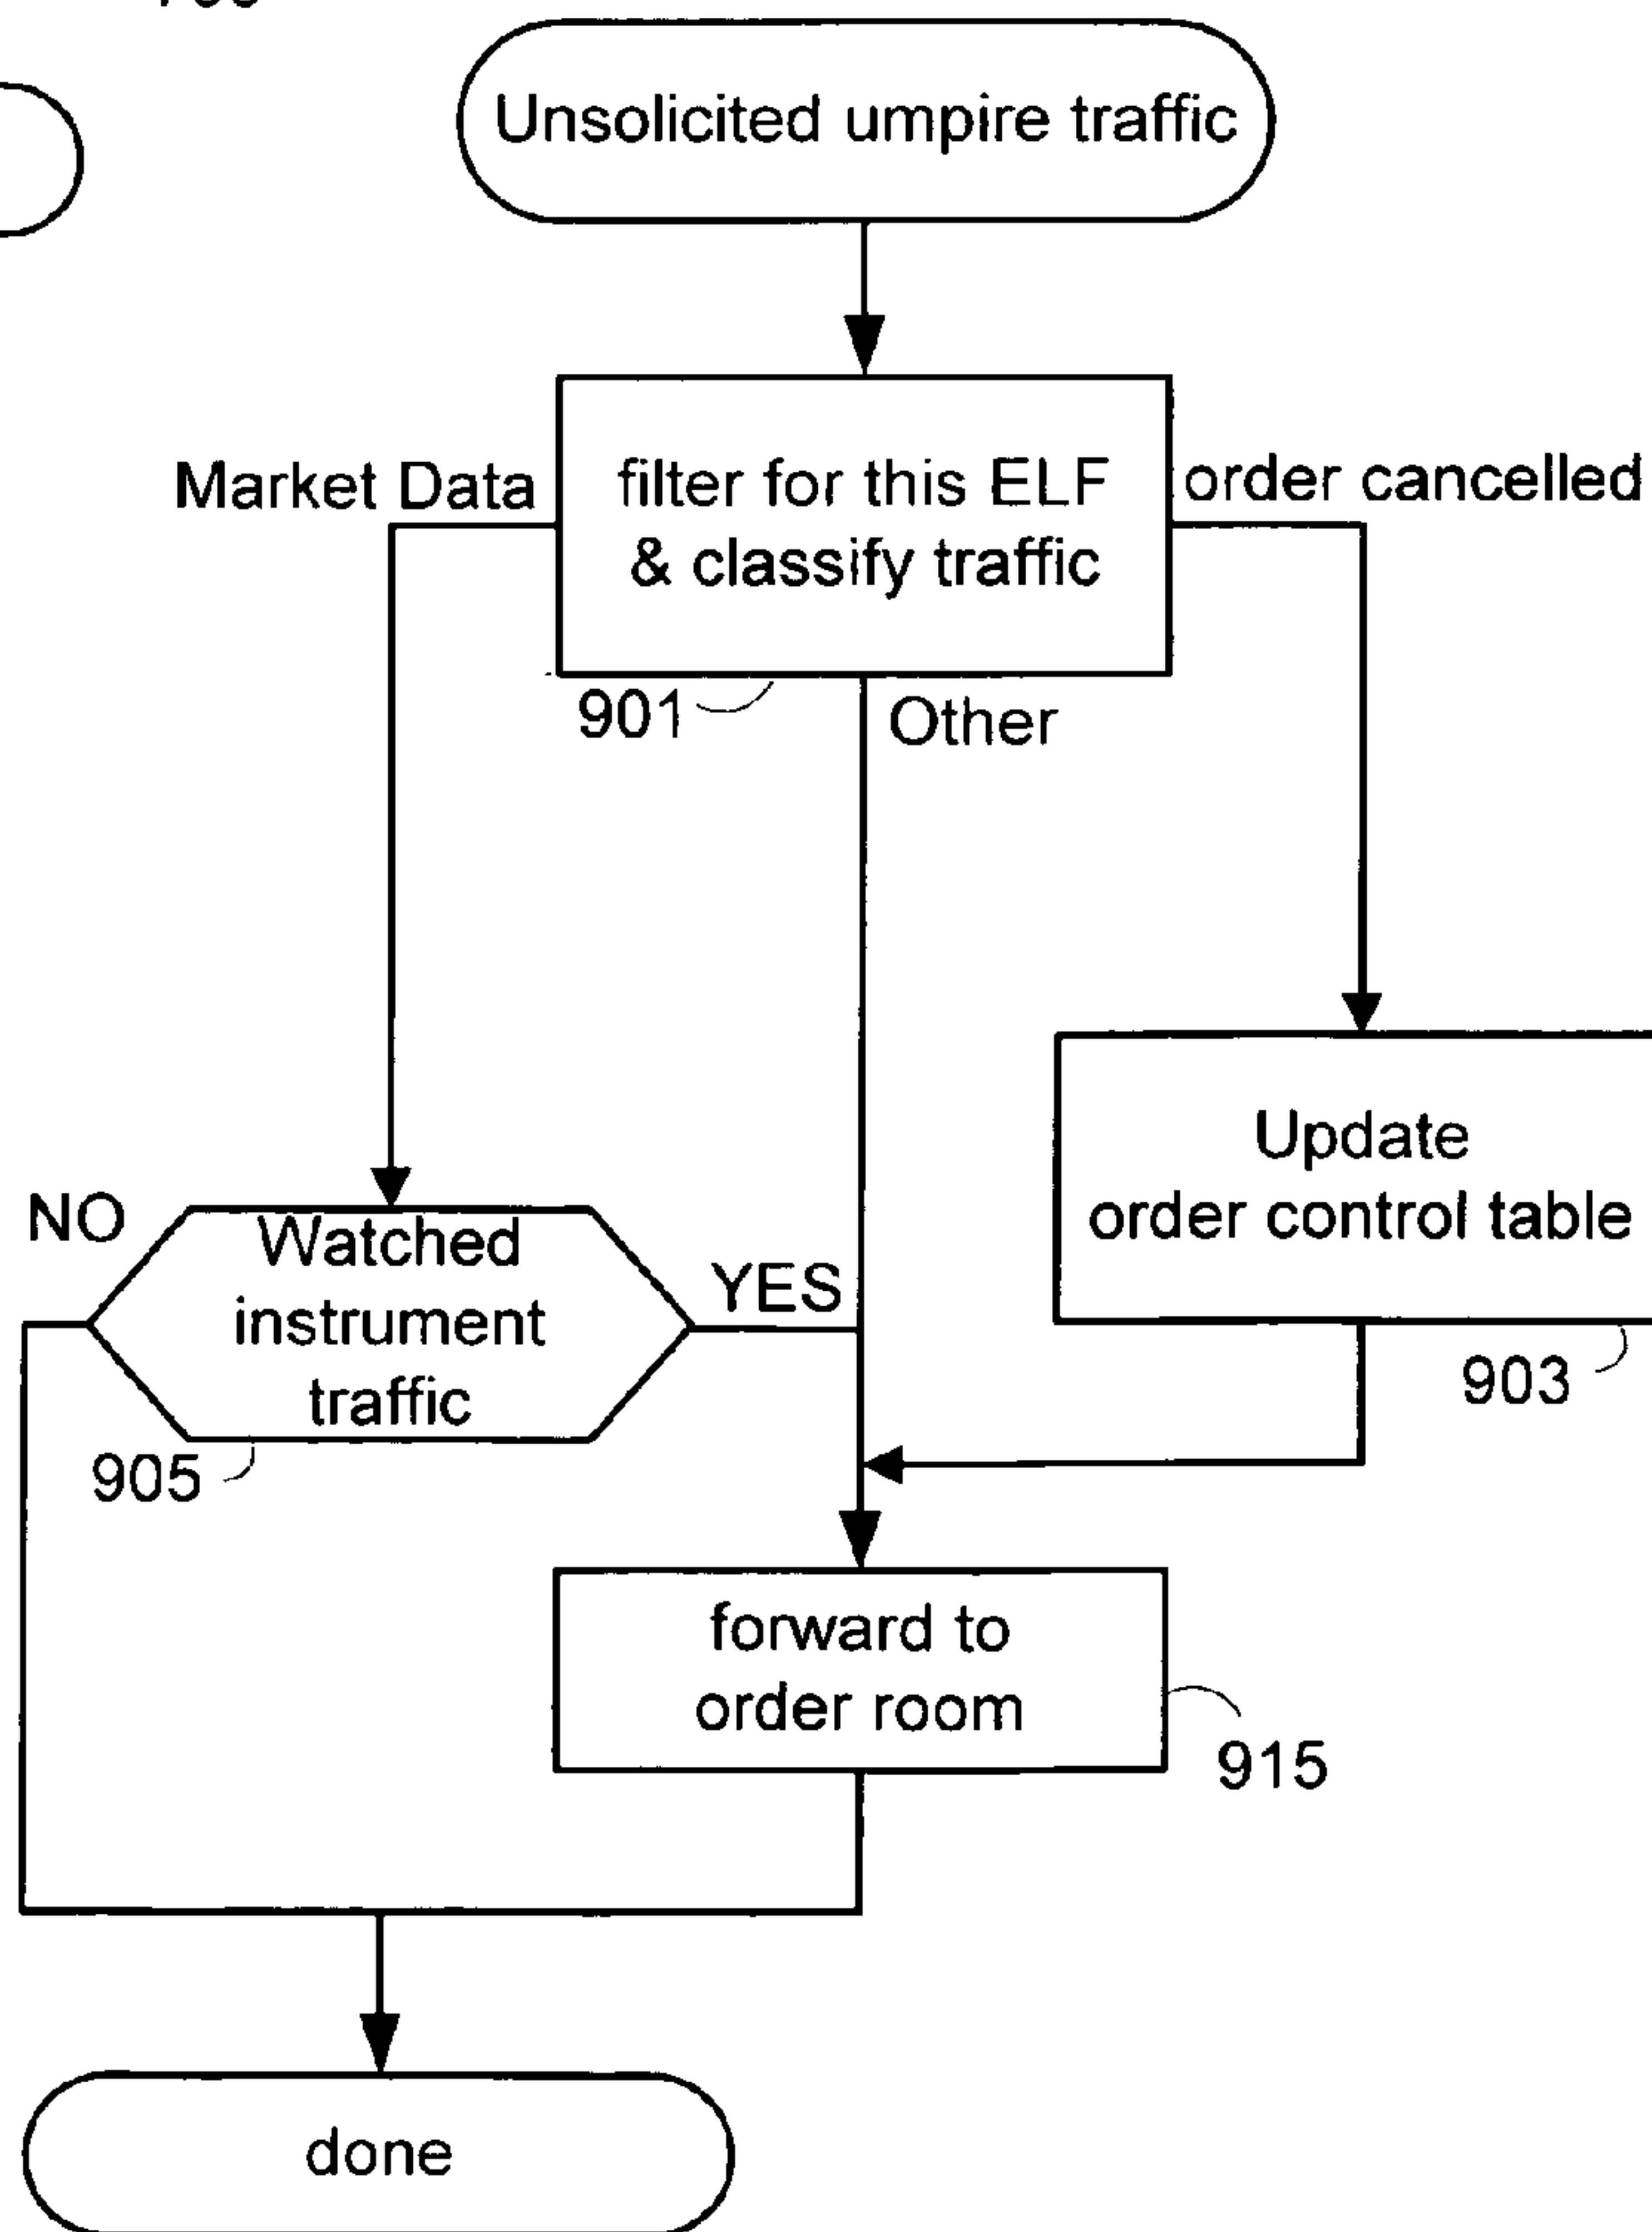 Unsolicited umpire traffic
Market Data
filter for this ELF
& classify traffic
order cancelled
901
Other
NO
Watched
instrument
traffic
YES
Update
order control table
903
905
forward to
order room
915
done